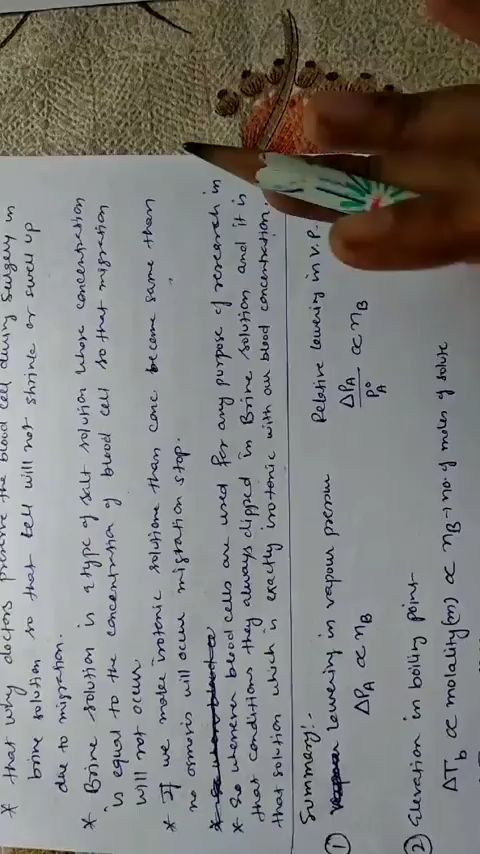 * that why doctors preserve the blood cell during surgery in
brine solution so that cell will not shrink or swell up
due to migration.
* Brine solution is a type of salt solution whose concentration
is equal to the concentration of blood cell so that migration
will not occur
* If we make isotonic solutions than conc become same than
no osmosis will occur migration stop.
* So whenever blood cells are used for any purpose of research in
that conditions they always dipped in Brine solution and it is
that solution which is exactly isotonic with our blood concentration.
Summary:-
① lowering in vapour pressure Relative lowering in V.P.
ΔP_A ∝ n_B ΔP_A/P°_A ∝ n_B
② Elevation in boiling point
ΔT_b ∝ molality(m) ∝ n_B → no. of moles of solute